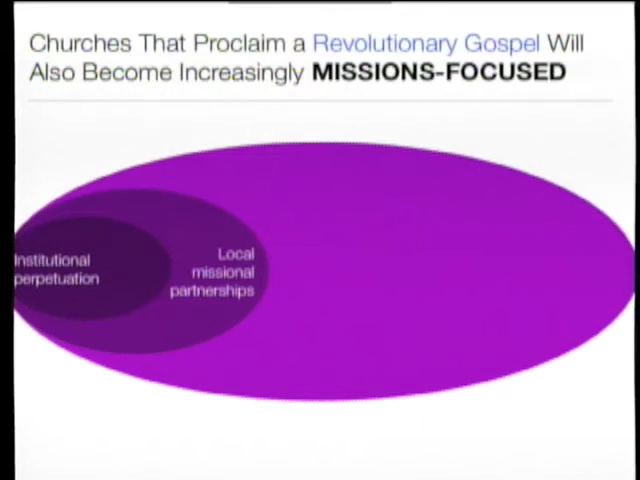 Churches That Proclaim a Revolutionary Gospel Will
Also Become Increasingly MISSIONS-FOCUSED
Institutional
perpetuation
Local
missional
partnerships